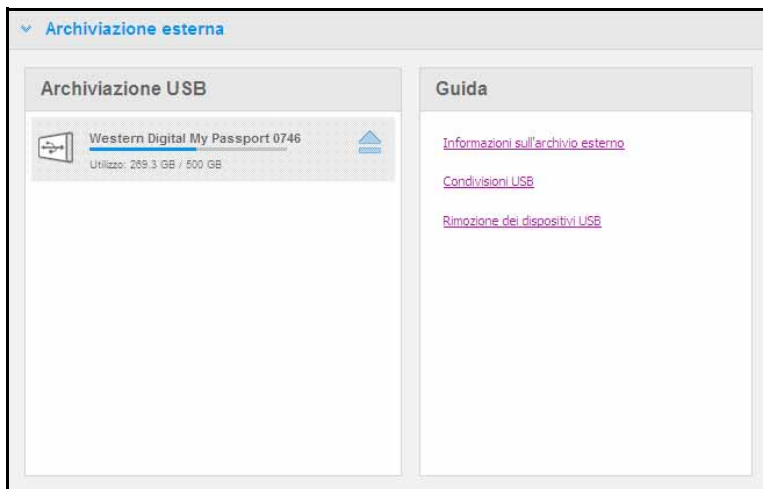 Archiviazione esterna
Archiviazione USB
Western Digital My Passport 0746
Utilizzo: 269.3 GB / 500 GB
Guida
Informazioni sull'archivio esterno
Condivisioni USB
Rimozione dei dispositivi USB